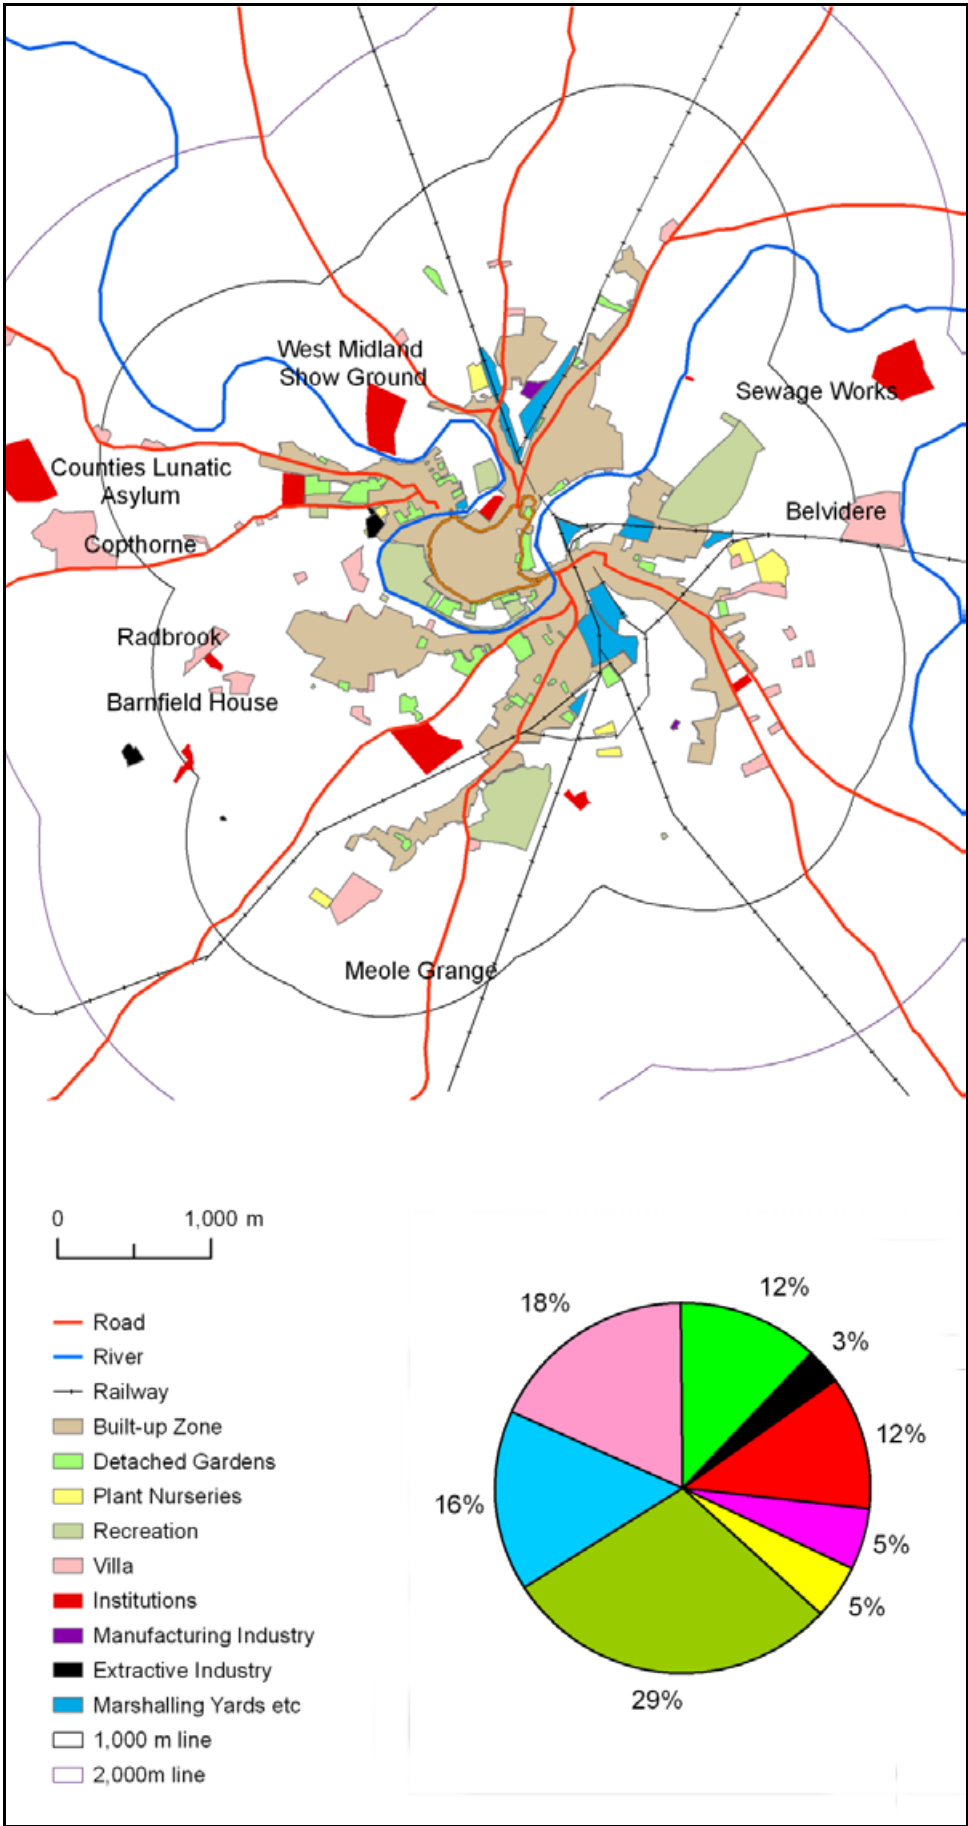 West Midland
Show Ground
Sewage Works
Counties Lunatic
Asylum
Belvidere
Copthorne
Radbrook
Barnfield House
Meole Grange
0 1,000 m
Road
River
Railway
Built-up Zone
Detached Gardens
Plant Nurseries
Recreation
Villa
Institutions
Manufacturing Industry
Extractive Industry
Marshalling Yards etc
1,000 m line
2,000m line
12%
18%
3%
12%
16%
5%
5%
29%